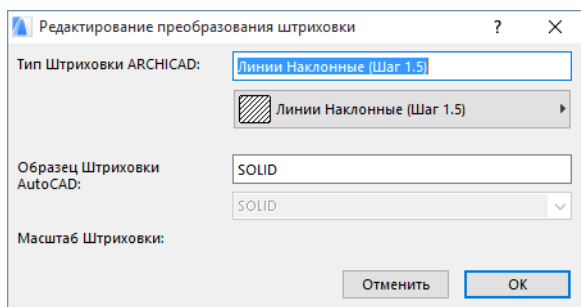 Редактирование преобразования штриховки
Тип Штриховки ARCHICAD:
Линии Наклонные (Шаг 1.5)
Линии Наклонные (Шаг 1.5)
Образец Штриховки
AutoCAD:
SOLID
SOLID
Масштаб Штриховки:
Отменить
OK